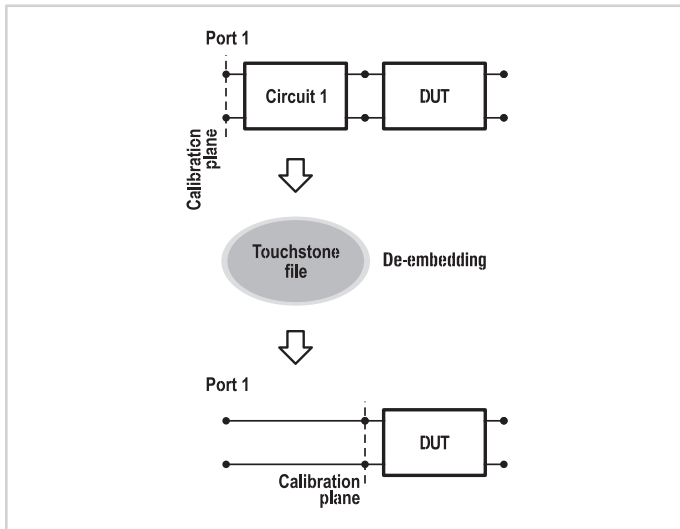 Port 1
Circuit 1
DUT
Calibration
plane
Touchstone
file
De-embedding
Port 1
DUT
Calibration
plane